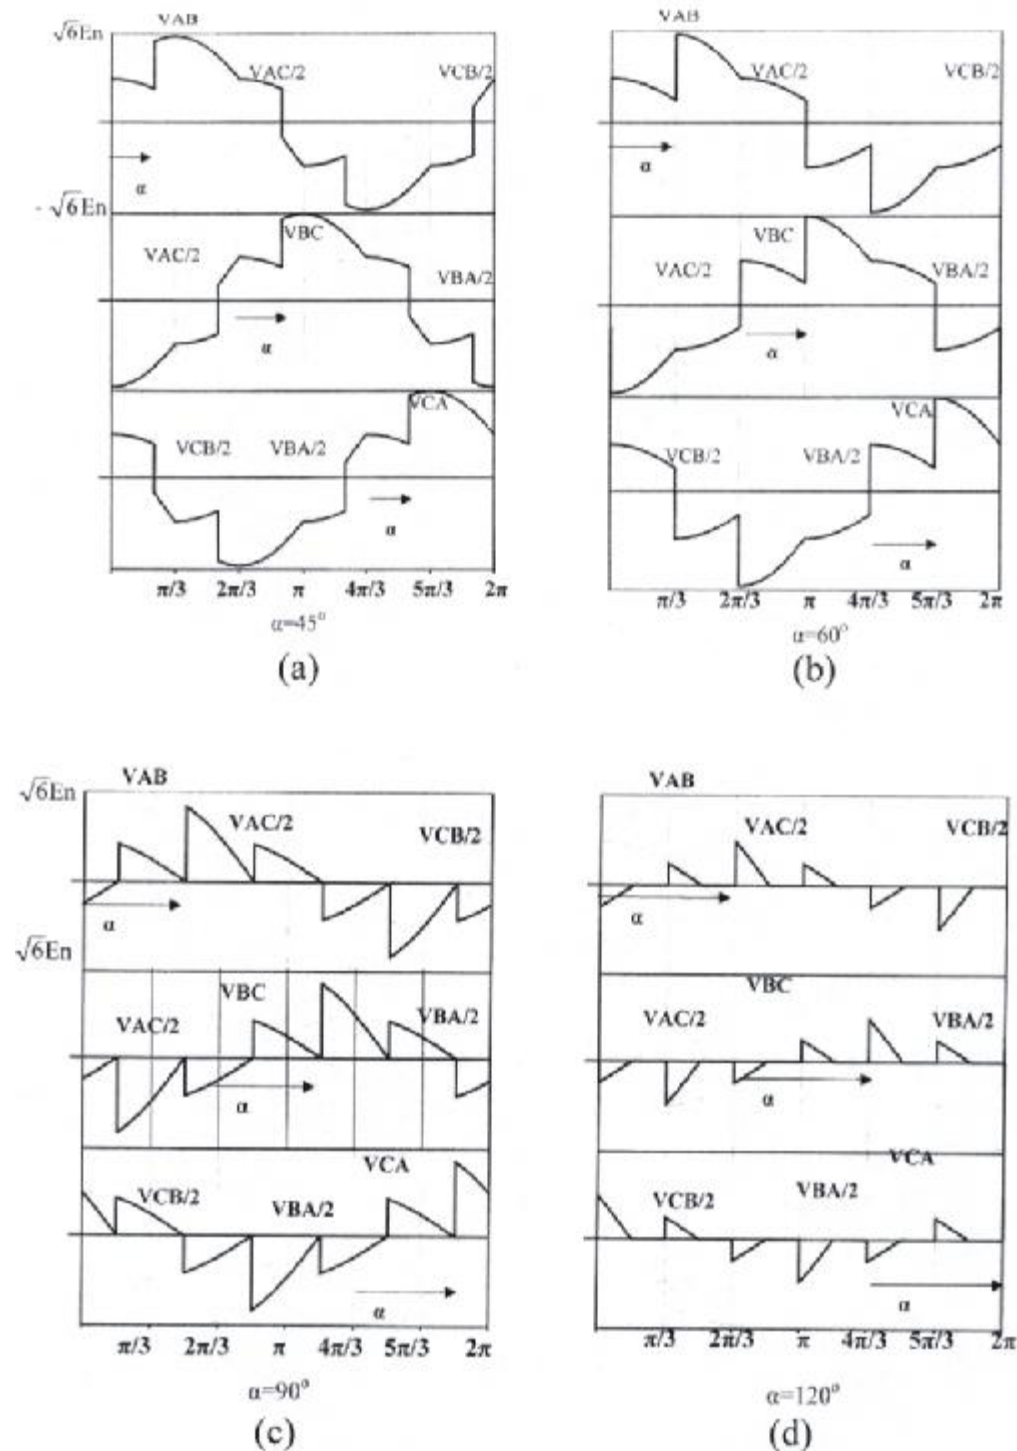 VAB
√6En
VAC/2
VCB/2
α
- √6En
VBC
VAC/2
VBA/2
α
VCA
VCB/2
VBA/2
α
π/3 2π/3 π 4π/3 5π/3 2π
α=45°
(a)
VAB
VAC/2
VCB/2
α
VBC
VAC/2
VBA/2
α
VCA
VCB/2
VBA/2
α
π/3 2π/3 π 4π/3 5π/3 2π
α=60°
(b)
VAB
√6En
VAC/2
VCB/2
α
√6En
VBC
VAC/2
VBA/2
α
VCA
VCB/2
VBA/2
α
π/3 2π/3 π 4π/3 5π/3 2π
α=90°
(c)
VAB
VAC/2
VCB/2
α
VBC
VAC/2
VBA/2
α
VCA
VBA/2
VCB/2
α
π/3 2π/3 π 4π/3 5π/3 2π
α=120°
(d)